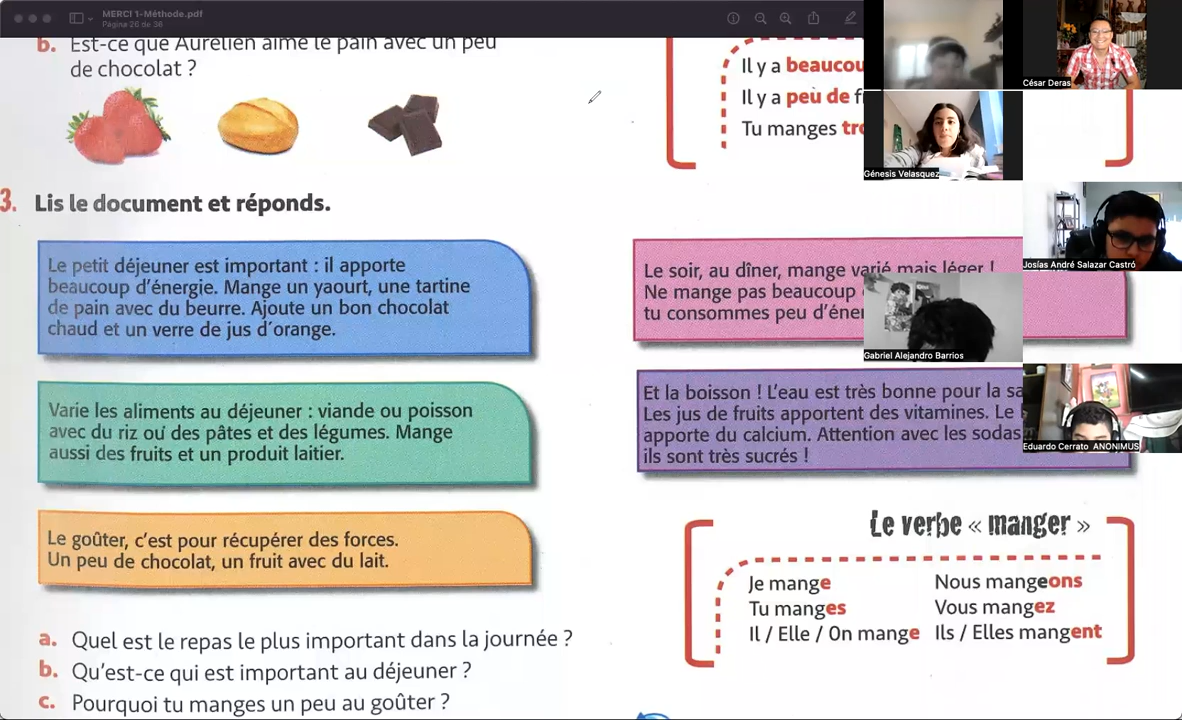 MERCI 1-Méthode.pdf
Página 26 de 36
b. Est-ce que Aurélien aime le pain avec un peu
de chocolat ?
Il y a beaucou
Il y a peu de f
Tu manges tro
César Deras
Génesis Velasquez
3. Lis le document et réponds.
Le petit déjeuner est important : il apporte
beaucoup d'énergie. Mange un yaourt, une tartine
de pain avec du beurre. Ajoute un bon chocolat
chaud et un verre de jus d'orange.
Le soir, au dîner, mange varié mais léger !
Ne mange pas beaucoup
tu consommes peu d'éner
Josías André Salazar Castró
Gabriel Alejandro Barrios
Varie les aliments au déjeuner : viande ou poisson
avec du riz ou des pâtes et des légumes. Mange
aussi des fruits et un produit laitier.
Et la boisson ! L'eau est très bonne pour la sa
Les jus de fruits apportent des vitamines. Le
apporte du calcium. Attention avec les sodas
ils sont très sucrés !
Eduardo Cerrato ANONIMUS
Le goûter, c'est pour récupérer des forces.
Un peu de chocolat, un fruit avec du lait.
Le verbe « manger »
Je mange Nous mangeons
Tu manges Vous mangez
Il / Elle / On mange Ils / Elles mangent
a. Quel est le repas le plus important dans la journée ?
b. Qu'est-ce qui est important au déjeuner ?
c. Pourquoi tu manges un peu au goûter ?